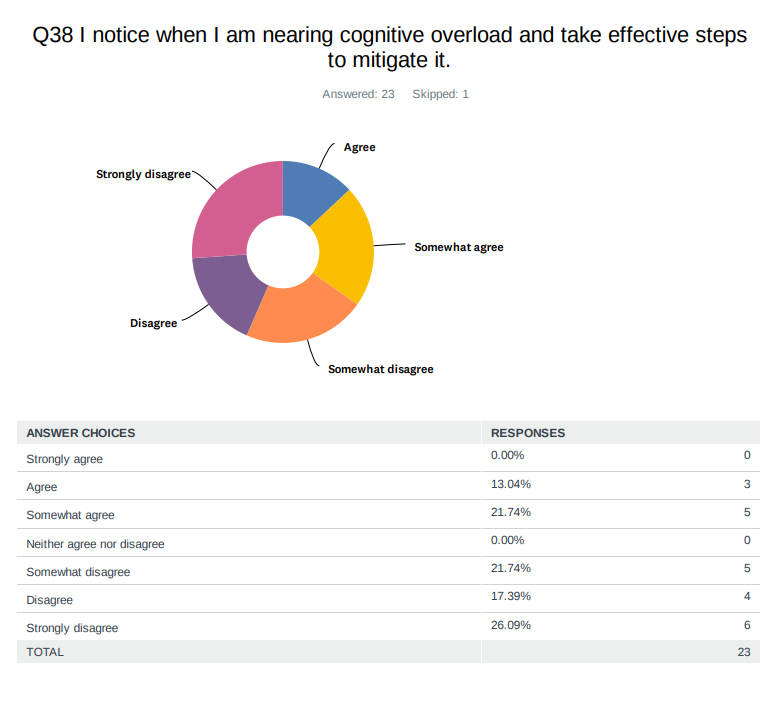 Q38 I notice when I am nearing cognitive overload and take effective steps
to mitigate it.
Answered: 23 Skipped: 1
Agree
Strongly disagree
Somewhat agree
Disagree
Somewhat disagree
ANSWER CHOICES RESPONSES
Strongly agree 0.00% 0
Agree 13.04% 3
Somewhat agree 21.74% 5
Neither agree nor disagree 0.00% 0
Somewhat disagree 21.74% 5
Disagree 17.39% 4
Strongly disagree 26.09% 6
TOTAL 23